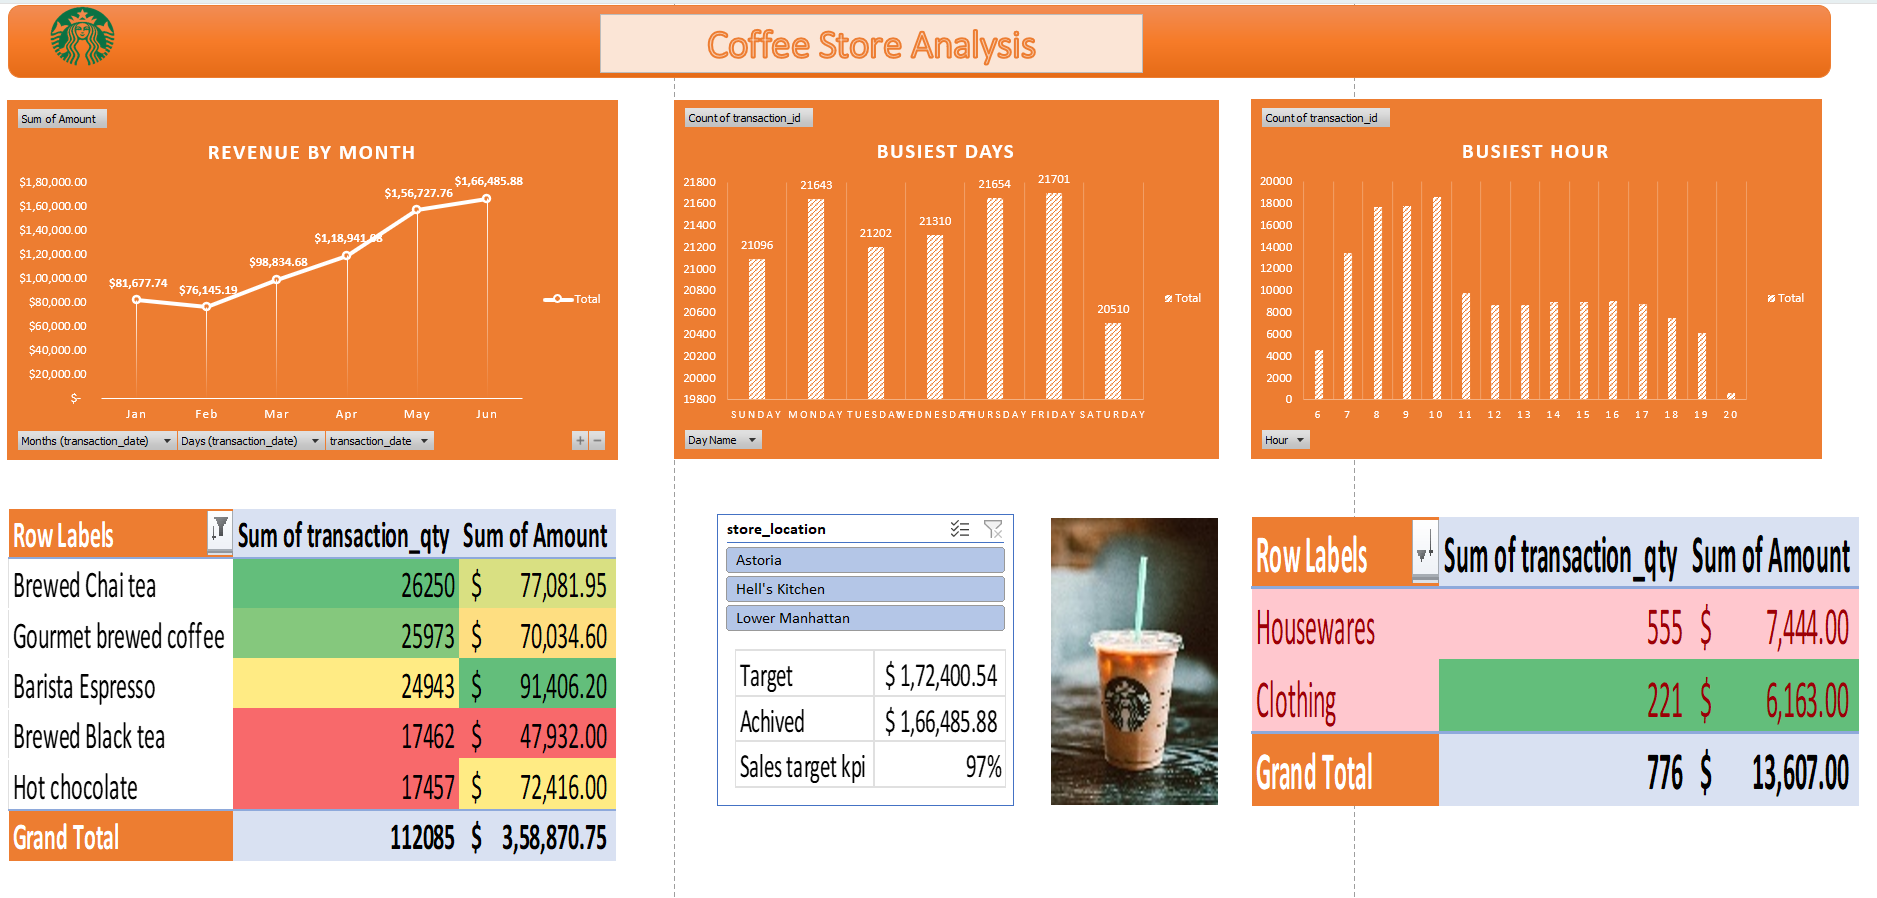 Coffee Store Analysis
Sum of Amount
REVENUE BY MONTH
$1,80,000.00
$1,60,000.00
$1,40,000.00
$1,20,000.00
$1,00,000.00
$80,000.00
$60,000.00
$40,000.00
$20,000.00
$-
$81,677.74
$76,145.19
$98,834.68
$1,56,727.76
$1,66,485.88
Jan Feb Mar Apr May Jun
Total
Months (transaction_date) Days (transaction_date) transaction_date
+ −
Count of transaction_id
BUSIEST DAYS
21800
21600
21400
21200
21000
20800
20600
20400
20200
20000
19800
21096
21643
21202
21310
21654
21701
20510
SUNDAY MONDAY TUESDAY WEDNESDAY THURSDAY FRIDAY SATURDAY
Total
Day Name
Count of transaction_id
BUSIEST HOUR
20000
18000
16000
14000
12000
10000
8000
6000
4000
2000
0
6 7 8 9 10 11 12 13 14 15 16 17 18 19 20
Total
Hour
Row Labels Sum of transaction_qty Sum of Amount
Brewed Chai tea 26250 $ 77,081.95
Gourmet brewed coffee 25973 $ 70,034.60
Barista Espresso 24943 $ 91,406.20
Brewed Black tea 17462 $ 47,932.00
Hot chocolate 17457 $ 72,416.00
Grand Total 112085 $ 3,58,870.75
store_location
Astoria
Hell's Kitchen
Lower Manhattan
Target $ 1,72,400.54
Achived $ 1,66,485.88
Sales target kpi 97%
Row Labels Sum of transaction_qty Sum of Amount
Housewares 555 $ 7,444.00
Clothing 221 $ 6,163.00
Grand Total 776 $ 13,607.00